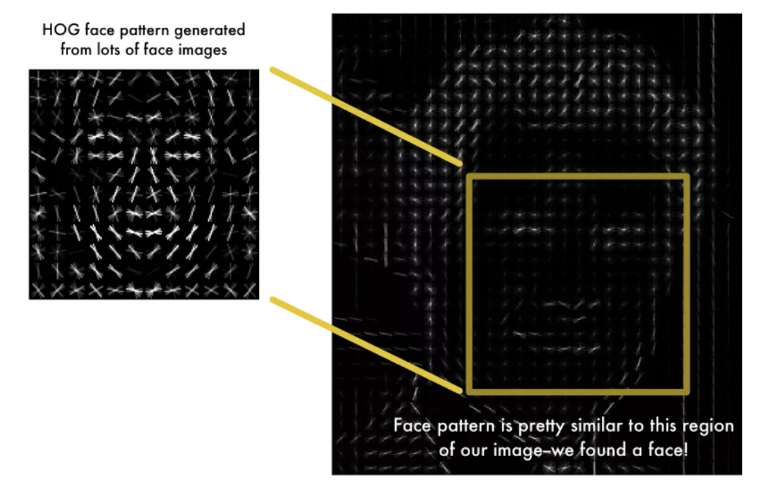 HOG face pattern generated
from lots of face images
Face pattern is pretty similar to this region
of our image–we found a face!